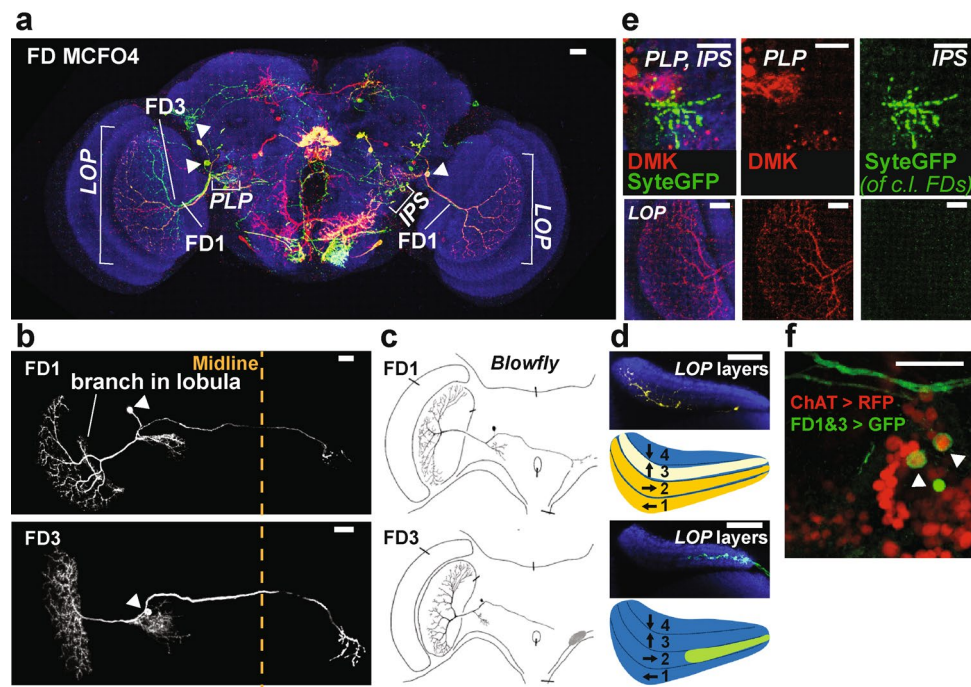 a
FD MCFO4
FD3
LOP
PLP
FD1
IPS
FD1
LOP
b
FD1
Midline
branch in lobula
FD3
c
FD1
Blowfly
FD3
d
LOP layers
4
3
2
1
LOP layers
4
3
2
1
e
PLP, IPS
DMK
SyteGFP
PLP
DMK
IPS
SyteGFP
(of c.l. FDs)
LOP
f
ChAT > RFP
FD1&3 > GFP